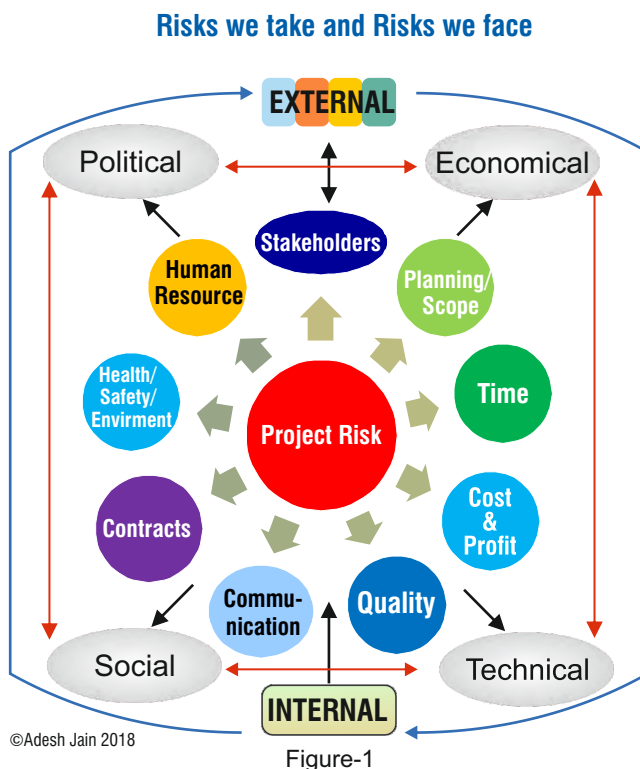 Risks we take and Risks we face
EXTERNAL
Political
Economical
Stakeholders
Human
Resource
Planning/
Scope
Health/
Safety/
Envirment
Time
Project Risk
Contracts
Cost
&
Profit
Commu-
nication
Quality
Social
Technical
INTERNAL
©Adesh Jain 2018
Figure-1